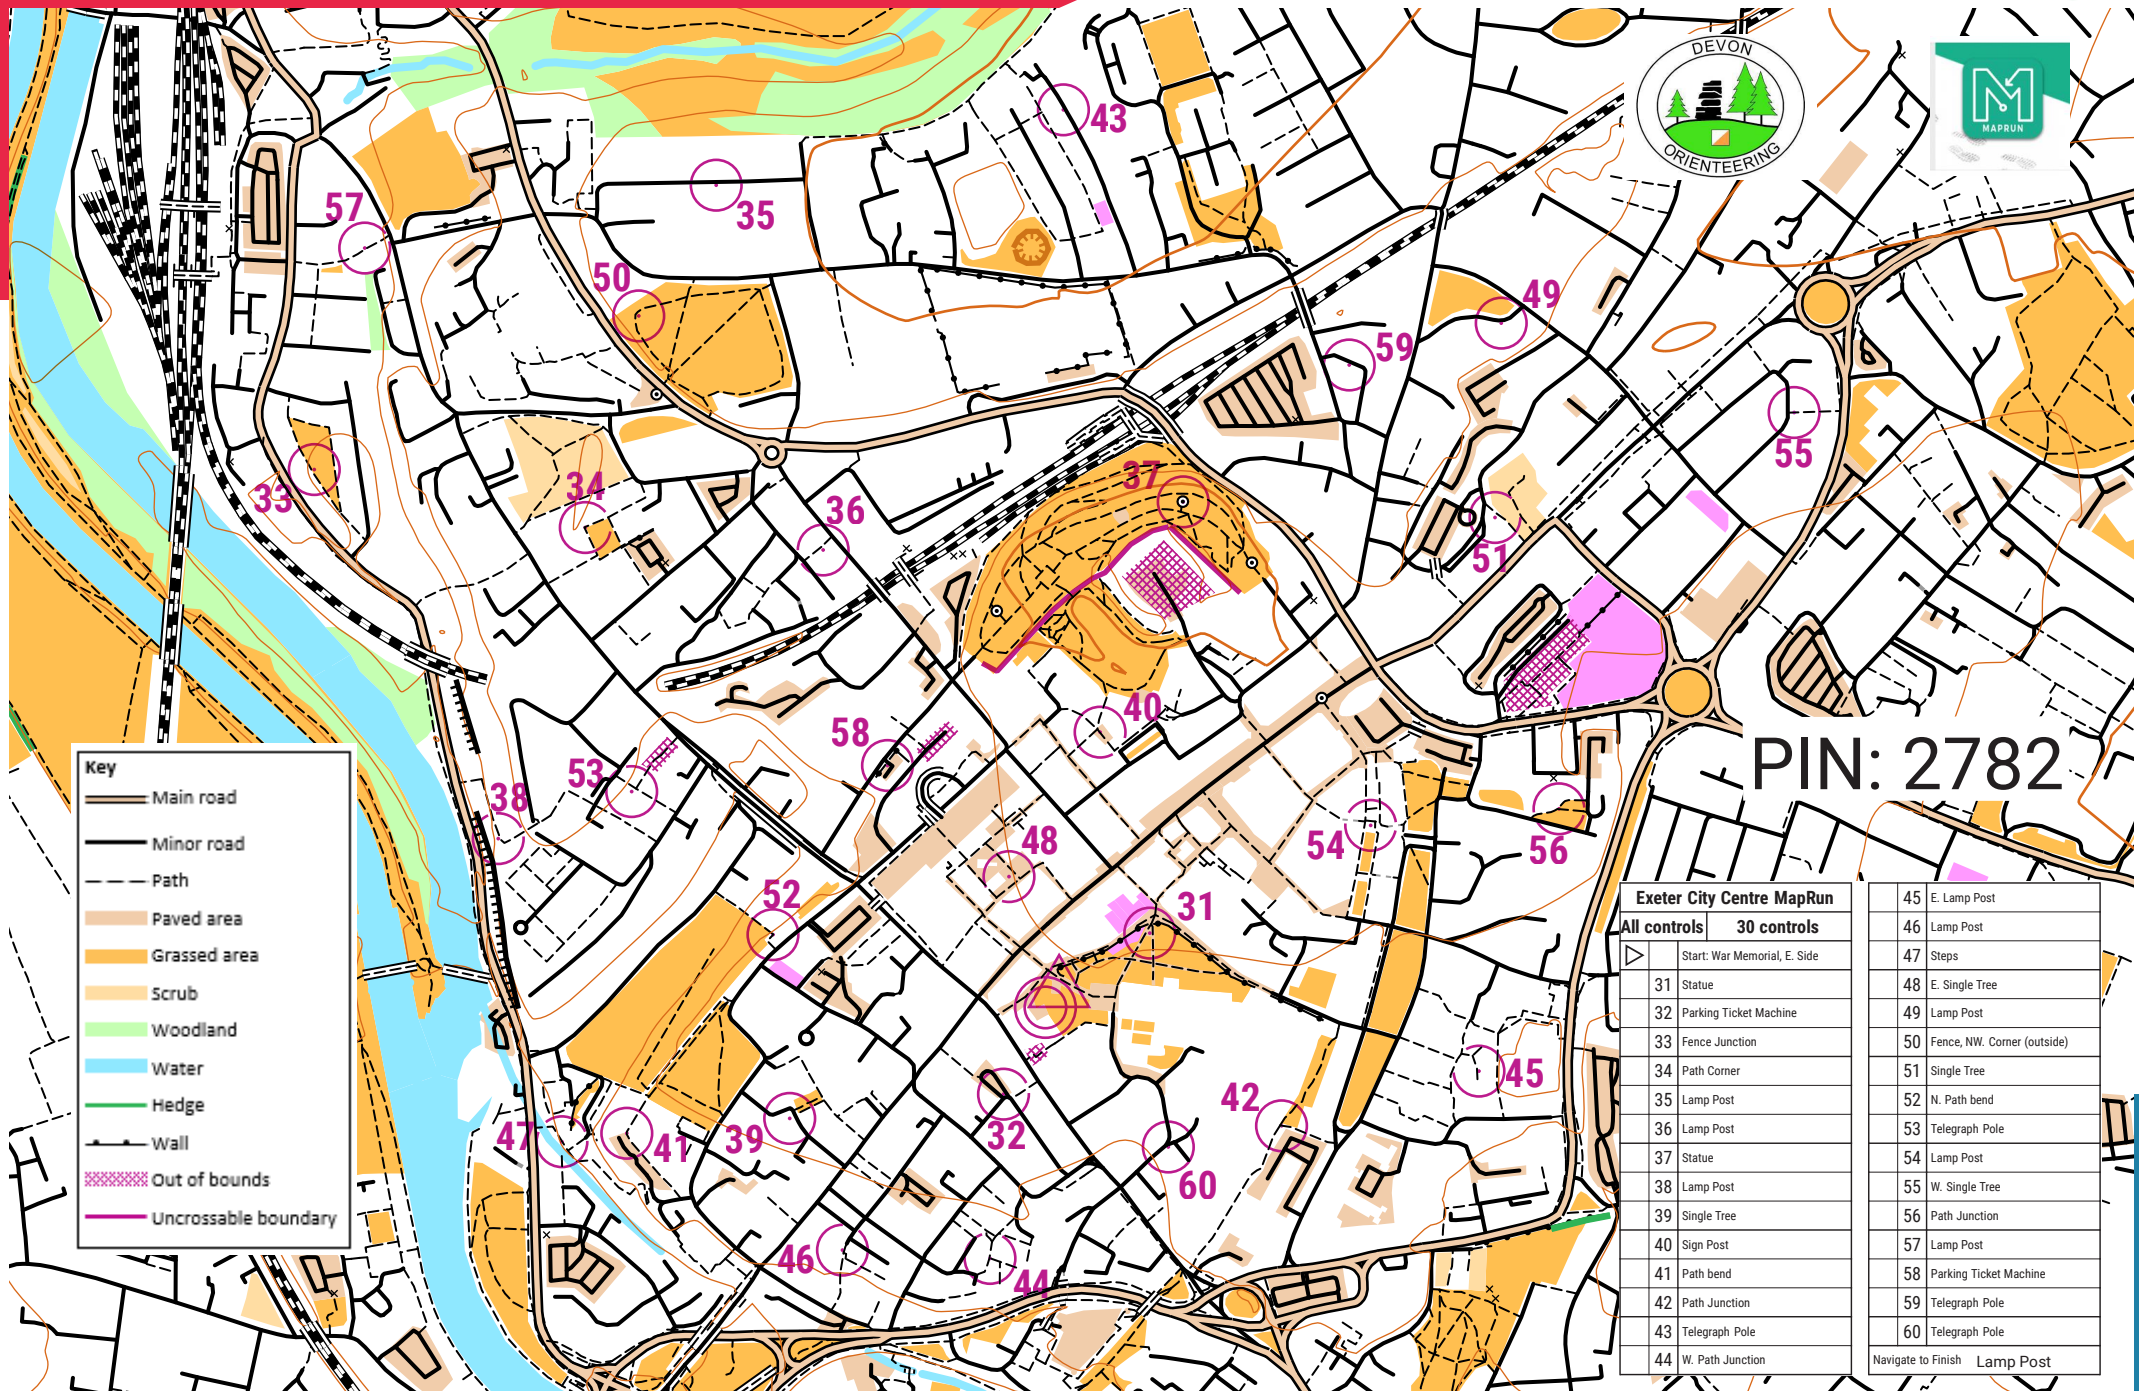 DEVON
ORIENTEERING
MAPRUN
43
57
35
50
49
59
55
33
34
36
37
51
40
58
53
38
48
54
56
52
31
45
47
41
39
32
42
60
46
44
PIN: 2782
Key
Main road
Minor road
Path
Paved area
Grassed area
Scrub
Woodland
Water
Hedge
Wall
Out of bounds
Uncrossable boundary
Exeter City Centre MapRun
All controls 30 controls
Start: War Memorial, E. Side
31 Statue
32 Parking Ticket Machine
33 Fence Junction
34 Path Corner
35 Lamp Post
36 Lamp Post
37 Statue
38 Lamp Post
39 Single Tree
40 Sign Post
41 Path bend
42 Path Junction
43 Telegraph Pole
44 W. Path Junction
45 E. Lamp Post
46 Lamp Post
47 Steps
48 E. Single Tree
49 Lamp Post
50 Fence, NW. Corner (outside)
51 Single Tree
52 N. Path bend
53 Telegraph Pole
54 Lamp Post
55 W. Single Tree
56 Path Junction
57 Lamp Post
58 Parking Ticket Machine
59 Telegraph Pole
60 Telegraph Pole
Navigate to Finish Lamp Post